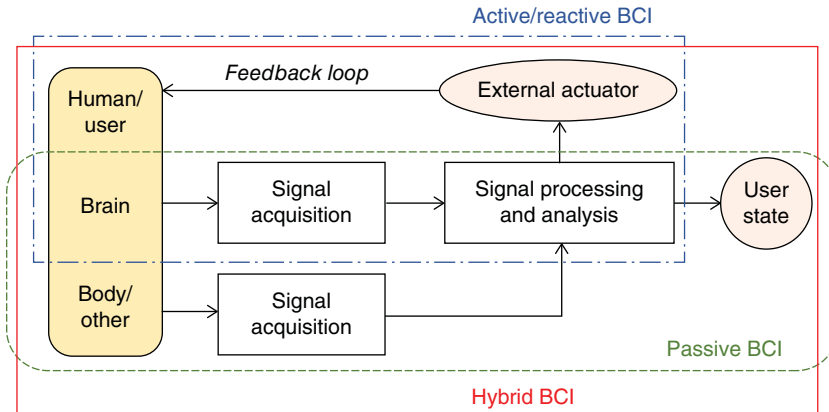 Active/reactive BCI
Feedback loop
External actuator
Human/
user
Brain
Signal
acquisition
Signal processing
and analysis
User
state
Body/
other
Signal
acquisition
Passive BCI
Hybrid BCI